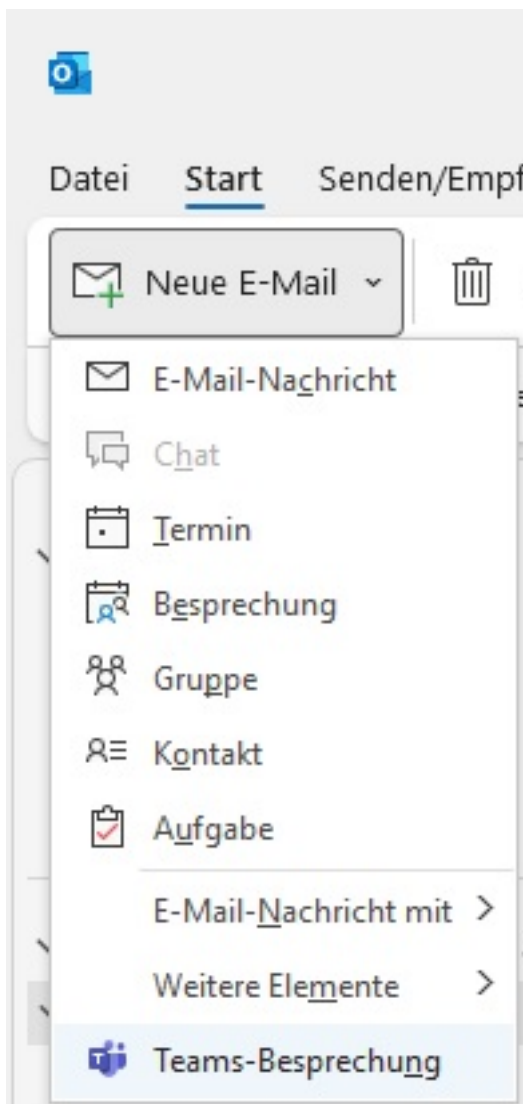 Datei Start Senden/Empf
Neue E-Mail
E-Mail-Nachricht
Chat
Termin
Besprechung
Gruppe
Kontakt
Aufgabe
E-Mail-Nachricht mit
Weitere Elemente
Teams-Besprechung